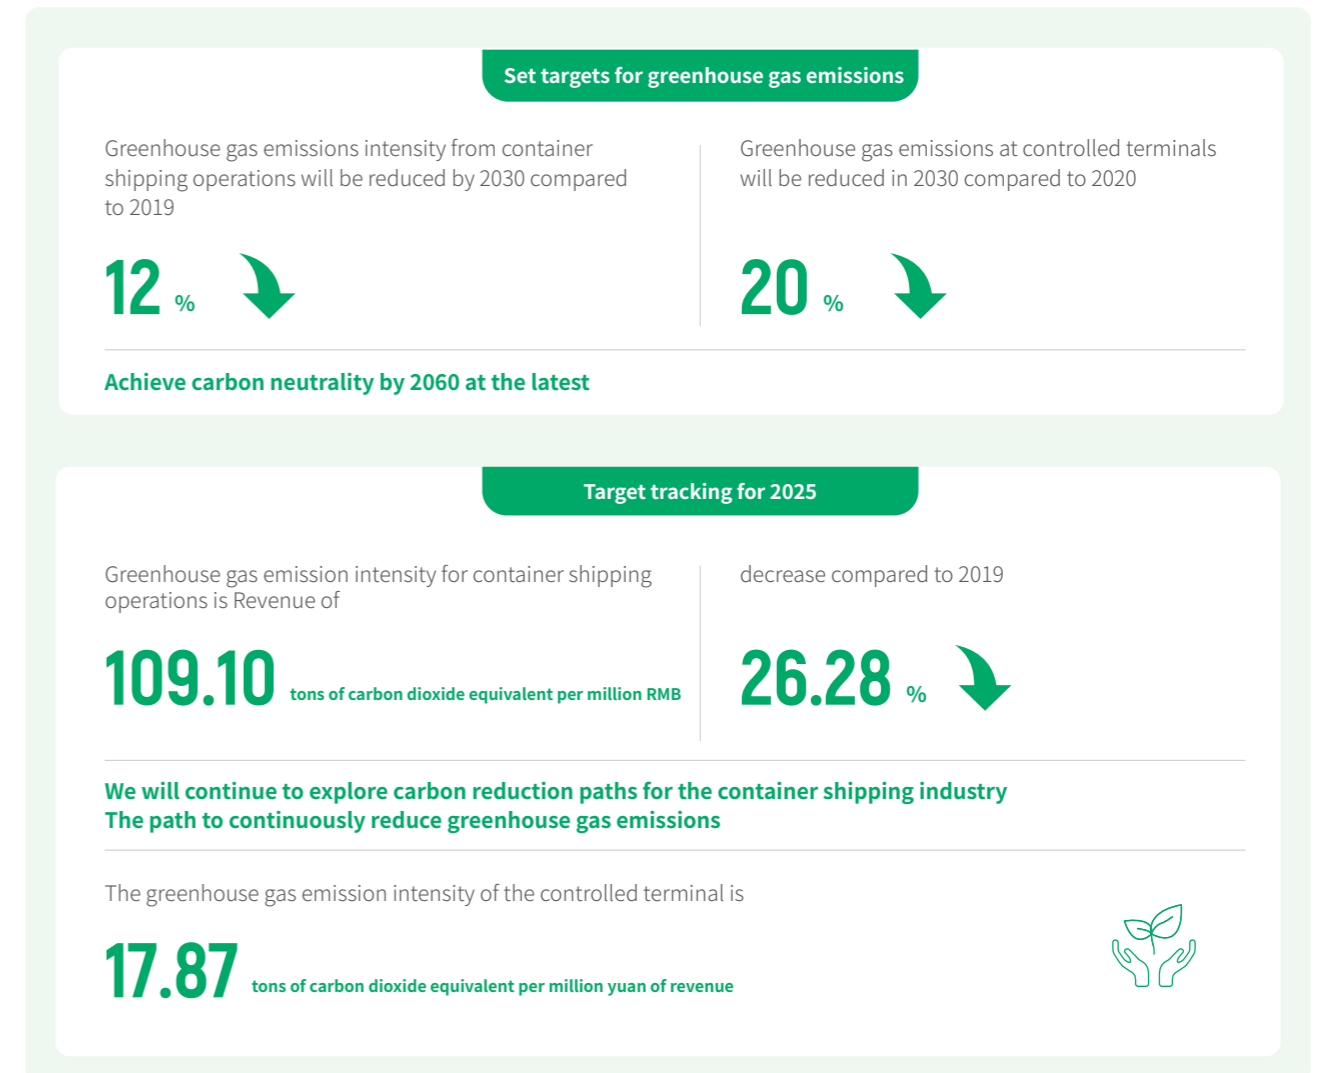 Set targets for greenhouse gas emissions
Greenhouse gas emissions intensity from container
shipping operations will be reduced by 2030 compared
to 2019
12 %
Greenhouse gas emissions at controlled terminals
will be reduced in 2030 compared to 2020
20 %
Achieve carbon neutrality by 2060 at the latest
Target tracking for 2025
Greenhouse gas emission intensity for container shipping
operations is Revenue of
109.10 tons of carbon dioxide equivalent per million RMB
decrease compared to 2019
26.28 %
We will continue to explore carbon reduction paths for the container shipping industry
The path to continuously reduce greenhouse gas emissions
The greenhouse gas emission intensity of the controlled terminal is
17.87 tons of carbon dioxide equivalent per million yuan of revenue